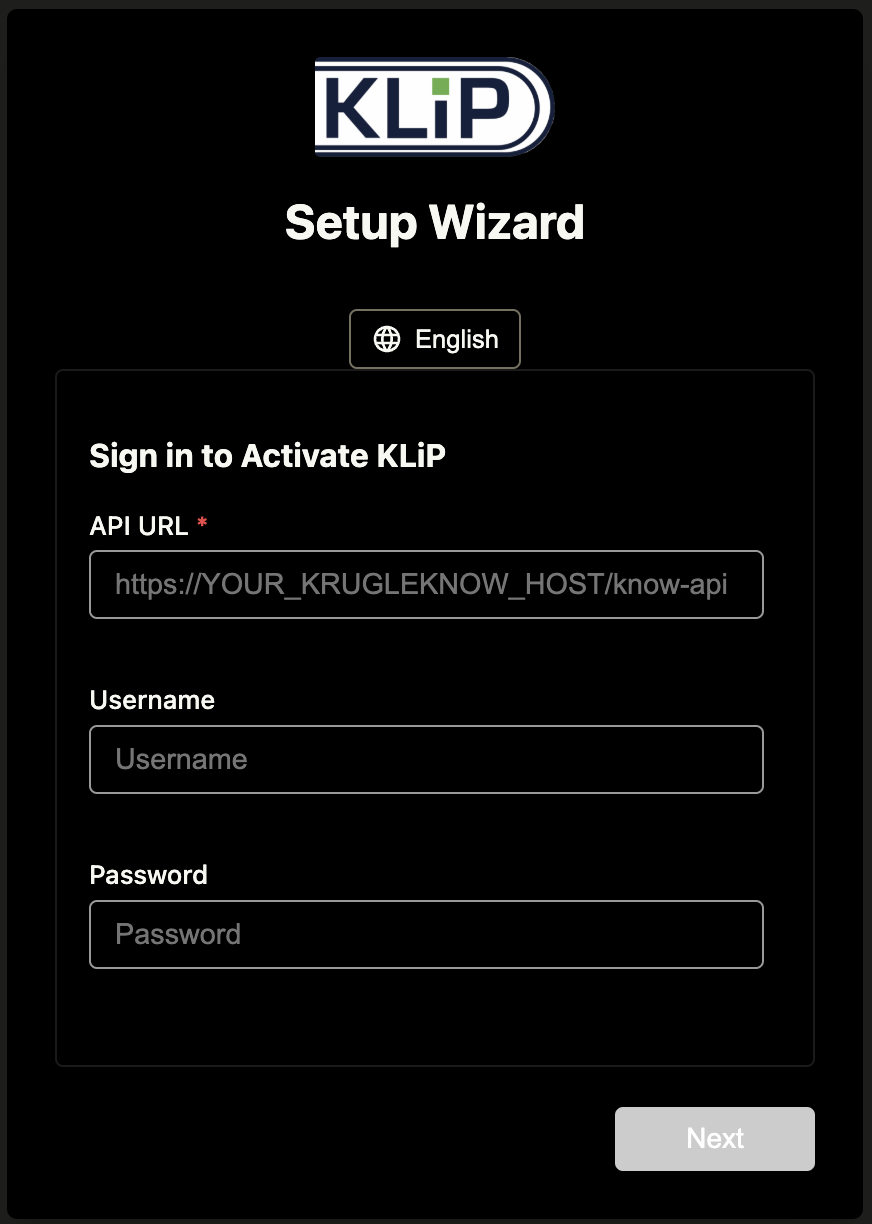 KLiP
Setup Wizard
English
Sign in to Activate KLiP
API URL *
https://YOUR_KRUGLEKNOW_HOST/know-api
Username
Username
Password
Password
Next